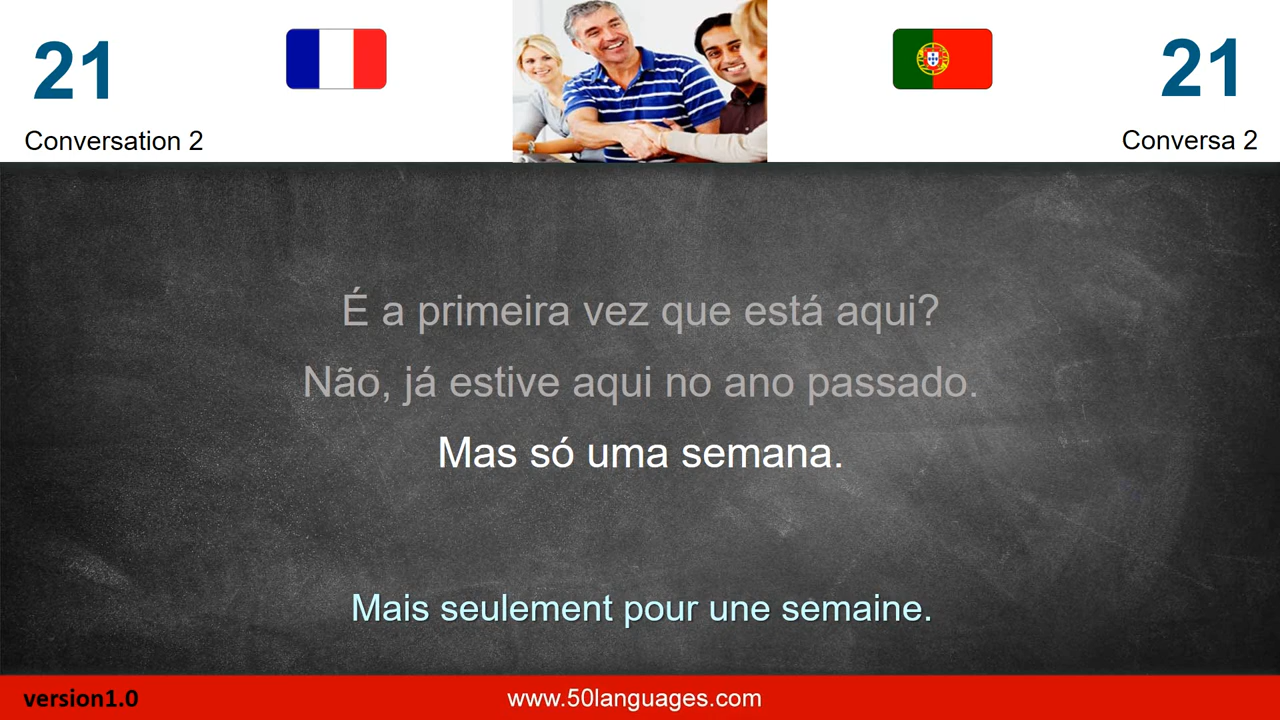 21
21
Conversation 2
Conversa 2
É a primeira vez que está aqui?
Não, já estive aqui no ano passado.
Mas só uma semana.
Mais seulement pour une semaine.
version1.0
www.50languages.com